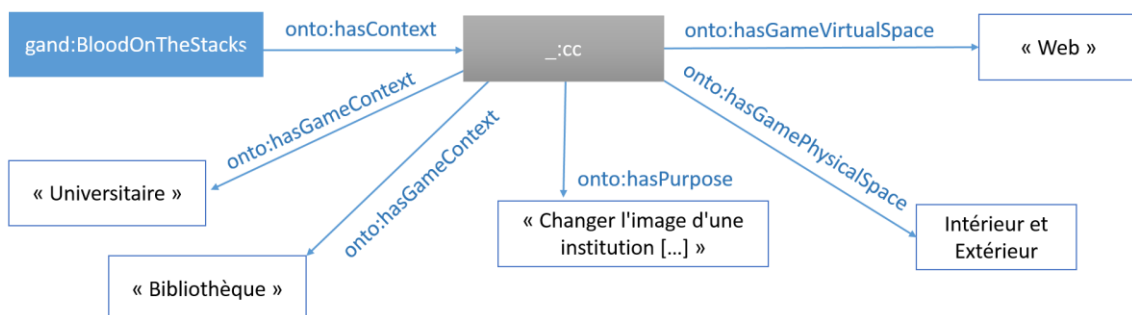 gand:BloodOnTheStacks
onto:hasContext
_:cc
onto:hasGameVirtualSpace
« Web »
onto:hasGameContext
onto:hasGameContext
onto:hasPurpose
onto:hasGamePhysicalSpace
« Universitaire »
« Bibliothèque »
« Changer l'image d'une
institution [...] »
Intérieur et
Extérieur